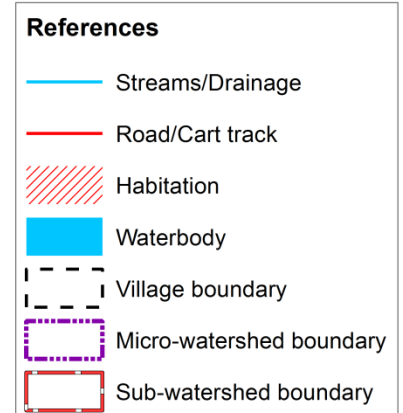 References
Streams/Drainage
Road/Cart track
Habitation
Waterbody
Village boundary
Micro-watershed boundary
Sub-watershed boundary